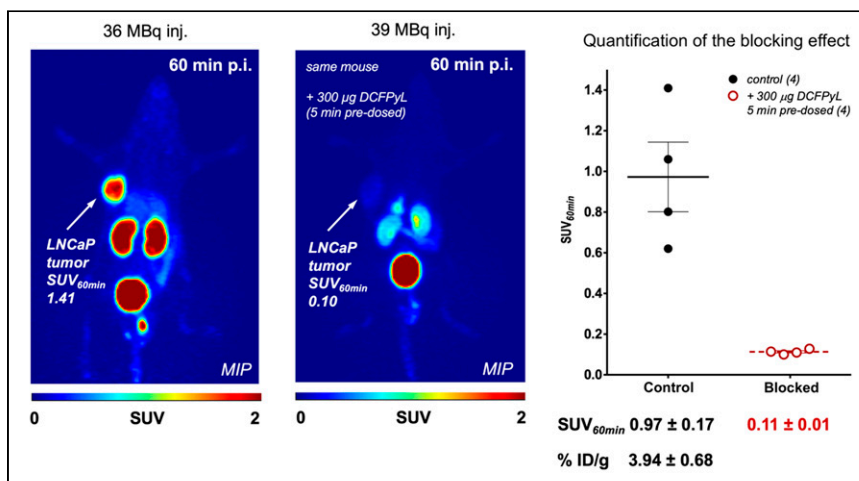 36 MBq inj.
60 min p.i.
LNCaP
tumor
SUV60min
1.41
MIP
0
SUV
2
39 MBq inj.
60 min p.i.
same mouse
+ 300 µg DCFPyL
(5 min pre-dosed)
LNCaP
tumor
SUV60min
0.10
MIP
0
SUV
2
Quantification of the blocking effect
control (4)
+ 300 µg DCFPyL
5 min pre-dosed (4)
SUV60min
1.4
1.2
1.0
0.8
0.6
0.4
0.2
0.0
Control Blocked
SUV60min 0.97 ± 0.17 0.11 ± 0.01
% ID/g 3.94 ± 0.68